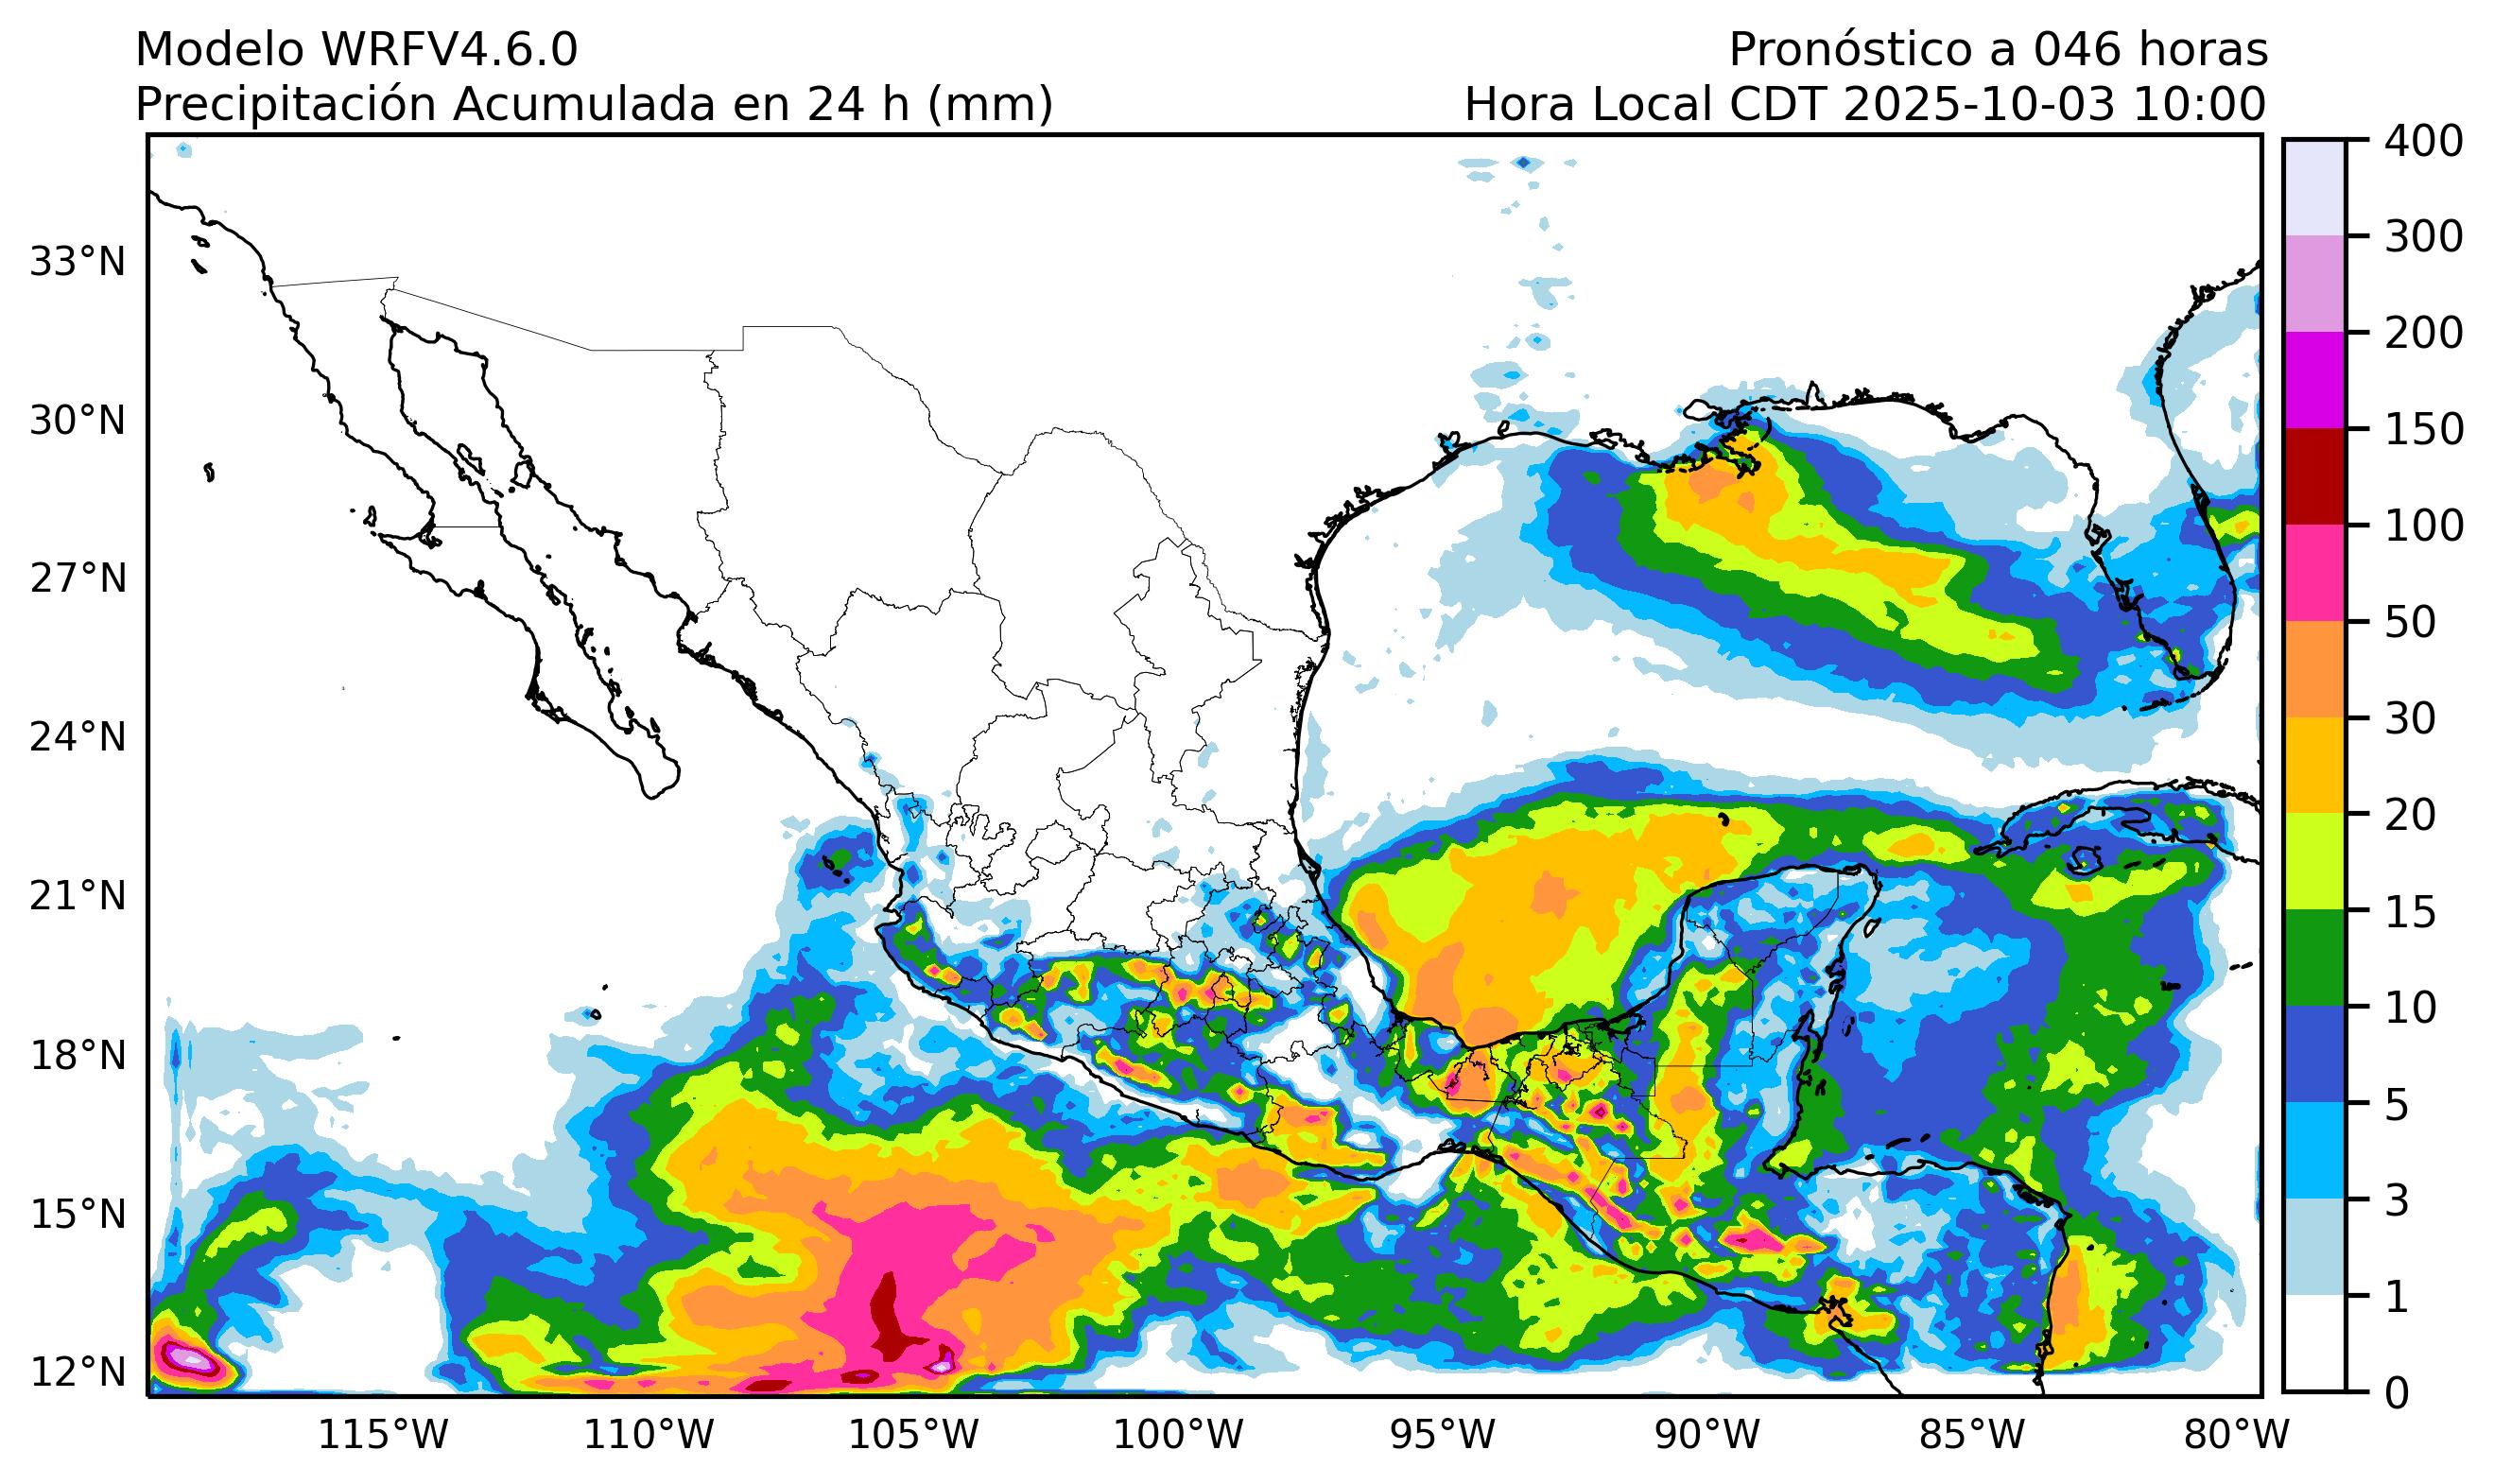 Modelo WRFV4.6.0
Precipitación Acumulada en 24 h (mm)
Pronóstico a 046 horas
Hora Local CDT 2025-10-03 10:00
33°N
30°N
27°N
24°N
21°N
18°N
15°N
12°N
115°W
110°W
105°W
100°W
95°W
90°W
85°W
80°W
400
300
200
150
100
50
30
20
15
10
5
3
1
0